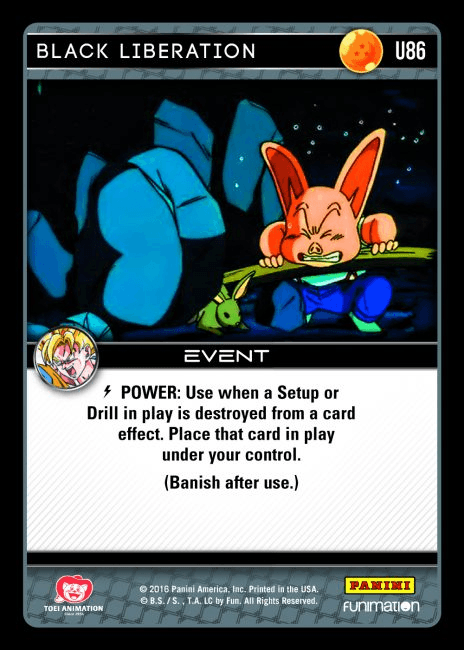 BLACK LIBERATION U86
EVENT
POWER: Use when a Setup or
Drill in play is destroyed from a card
effect. Place that card in play
under your control.
(Banish after use.)
© 2016 Panini America, Inc. Printed in the USA.
© B.S. / S. , T.A. LC by Fun. All Rights Reserved.
TOEI ANIMATION
PANINI
FUNIMATION